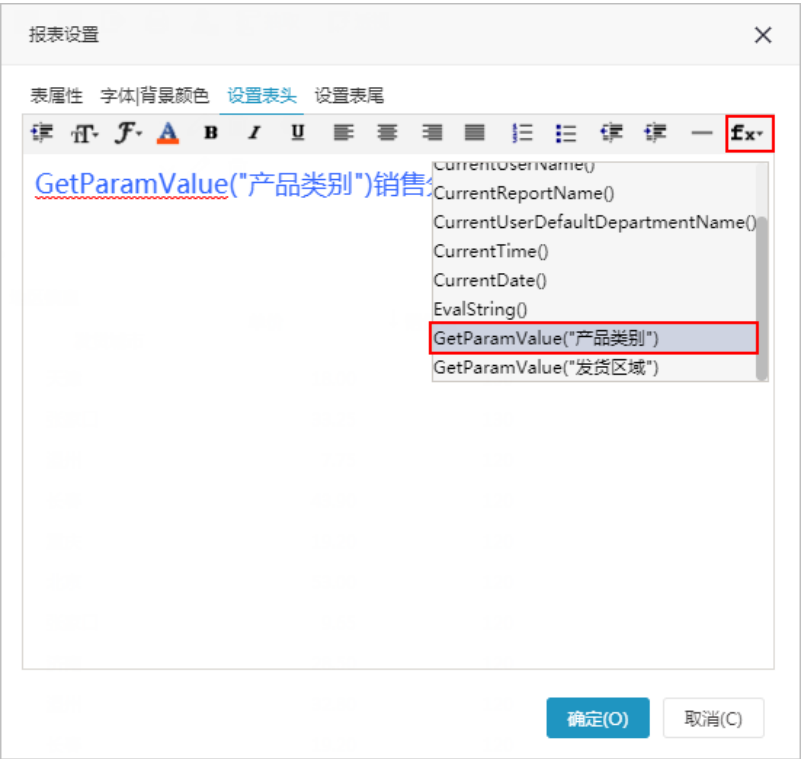 报表设置
表属性 字体|背景颜色 设置表头 设置表尾
B I U fx
GetParamValue("产品类别")销售
CurrentUserName()
CurrentReportName()
CurrentUserDefaultDepartmentName()
CurrentTime()
CurrentDate()
EvalString()
GetParamValue("产品类别")
GetParamValue("发货区域")
确定(O) 取消(C)